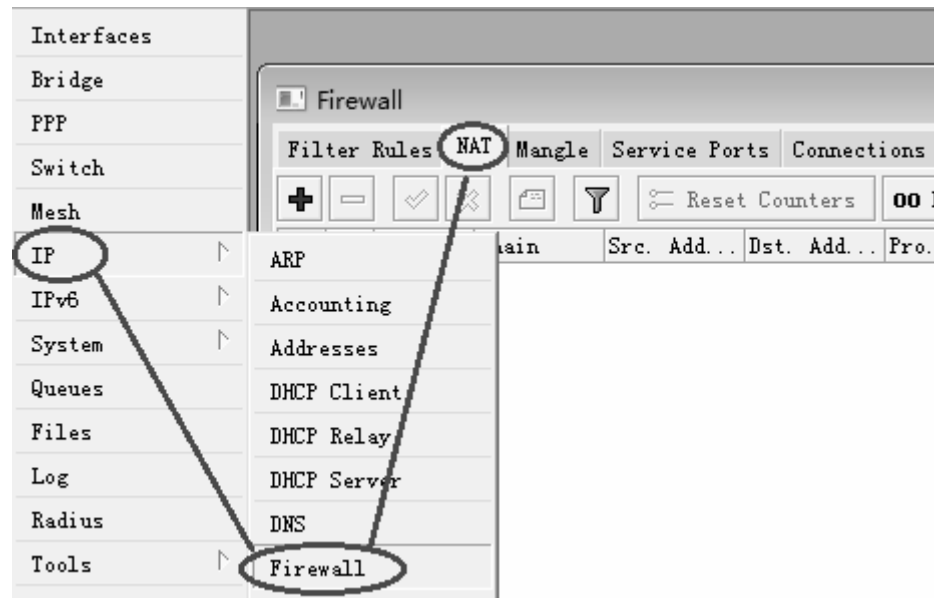 Interfaces
Bridge
PPP
Switch
Mesh
IP
IPv6
System
Queues
Files
Log
Radius
Tools
Firewall
Filter Rules NAT Mangle Service Ports Connections
Reset Counters 00
Src. Add... Dst. Add... Pro.
ARP
Accounting
Addresses
DHCP Client
DHCP Relay
DHCP Server
DNS
Firewall